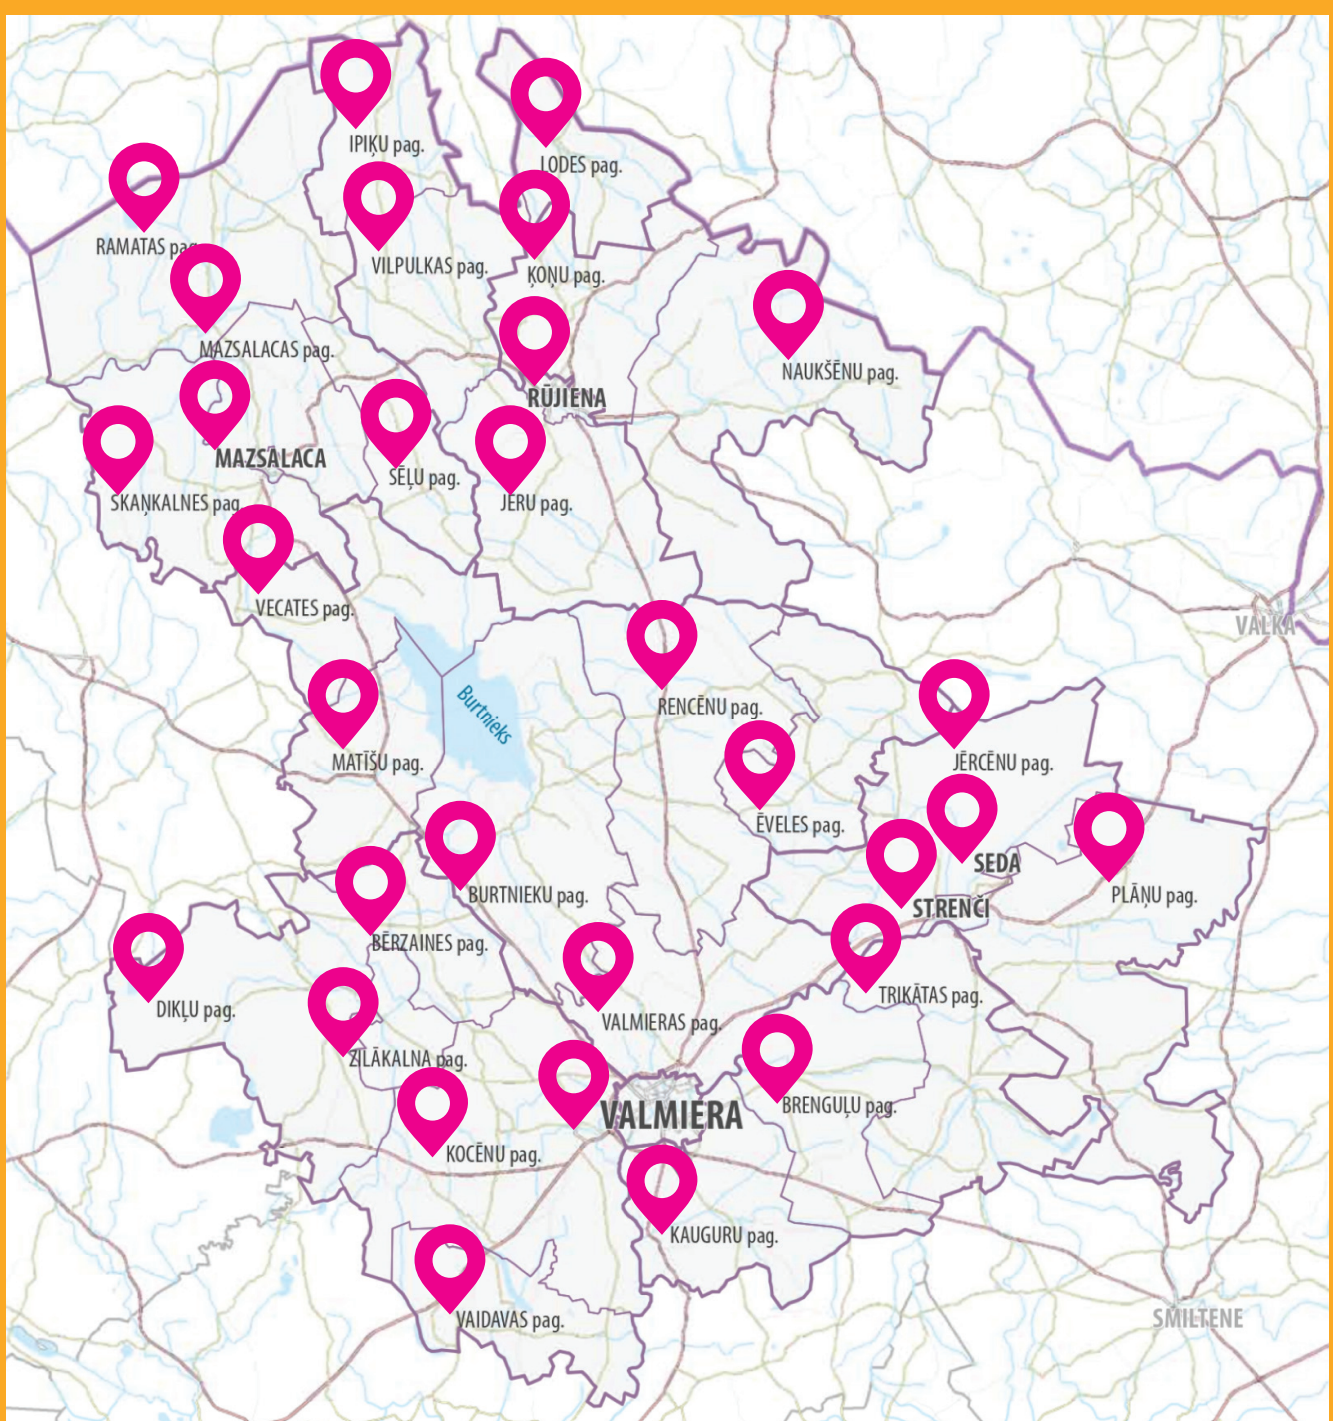 IPIĶU pag.
LODES pag.
RAMATAS pag.
VILPULKAS pag.
ĶOŅU pag.
MAZSALACAS pag.
NAUKŠĒNU pag.
RŪJIENA
MAZSALACA
SĒĻU pag.
SKAŅKALNES pag.
JERU pag.
VECATES pag.
VALKA
RENCĒNU pag.
Burtnieks
MATĪŠU pag.
JĒRCĒNU pag.
ĒVELES pag.
SEDA
BURTNIEKU pag.
PLĀŅU pag.
STRENČI
BĒRZAINES pag.
TRIKĀTAS pag.
DIKĻU pag.
VALMIERAS pag.
ZILĀKALNA pag.
BRENGUĻU pag.
VALMIERA
KOCĒNU pag.
KAUGURU pag.
VAIDAVAS pag.
SMILTENE